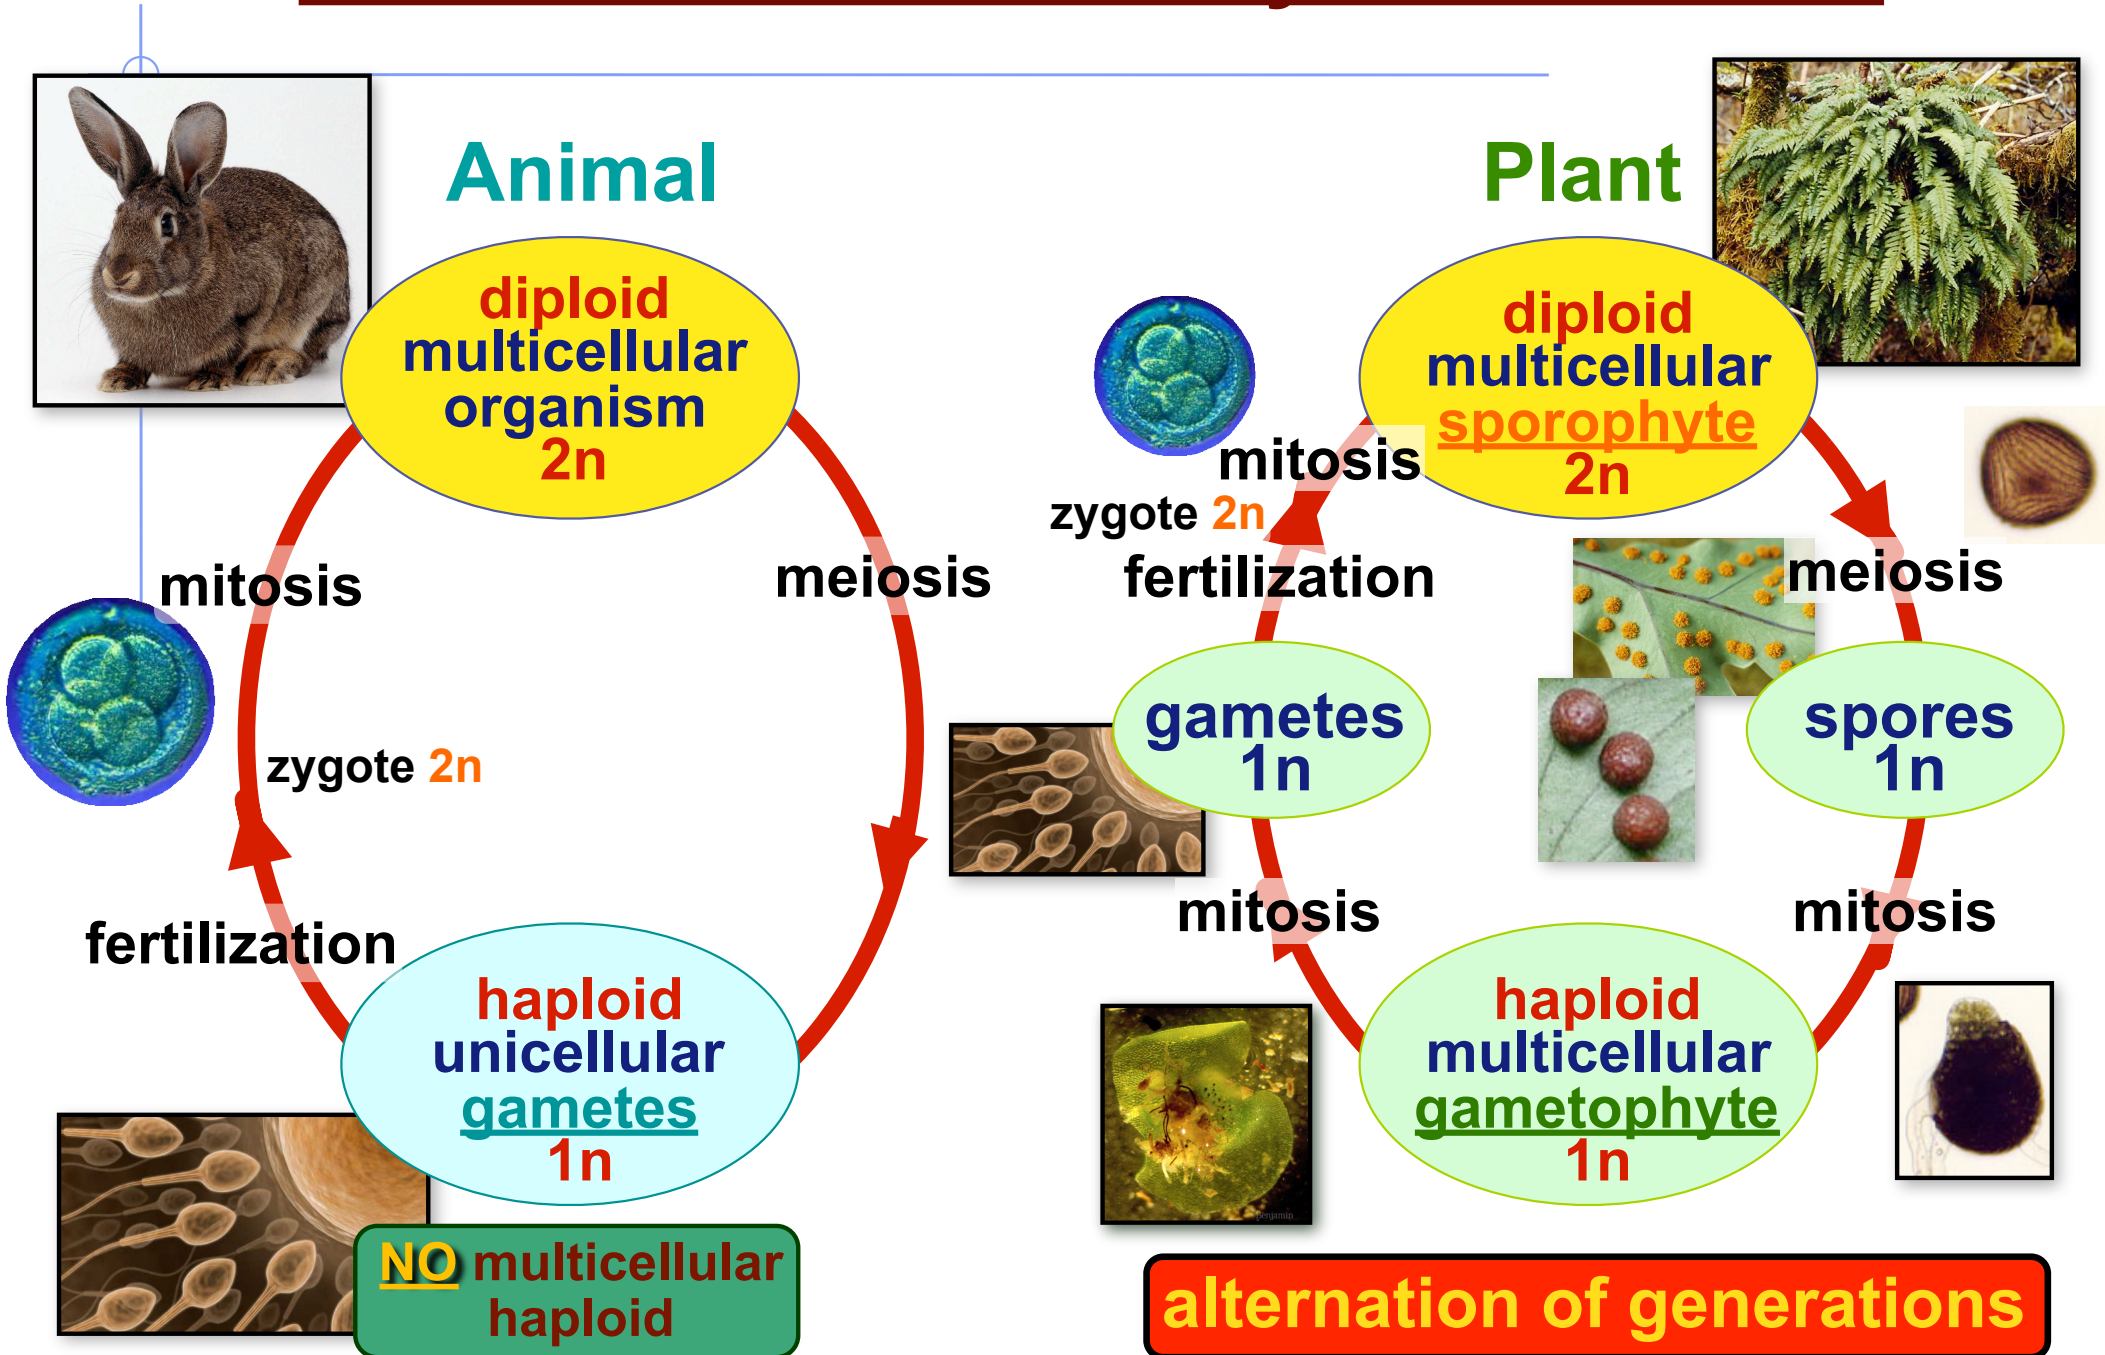 Animal
diploid
multicellular
organism
2n
mitosis
meiosis
zygote 2n
fertilization
haploid
unicellular
gametes
1n
NO multicellular
haploid
Plant
diploid
multicellular
sporophyte
2n
mitosis
zygote 2n
fertilization
meiosis
gametes
1n
spores
1n
mitosis
mitosis
haploid
multicellular
gametophyte
1n
benjamin
alternation of generations